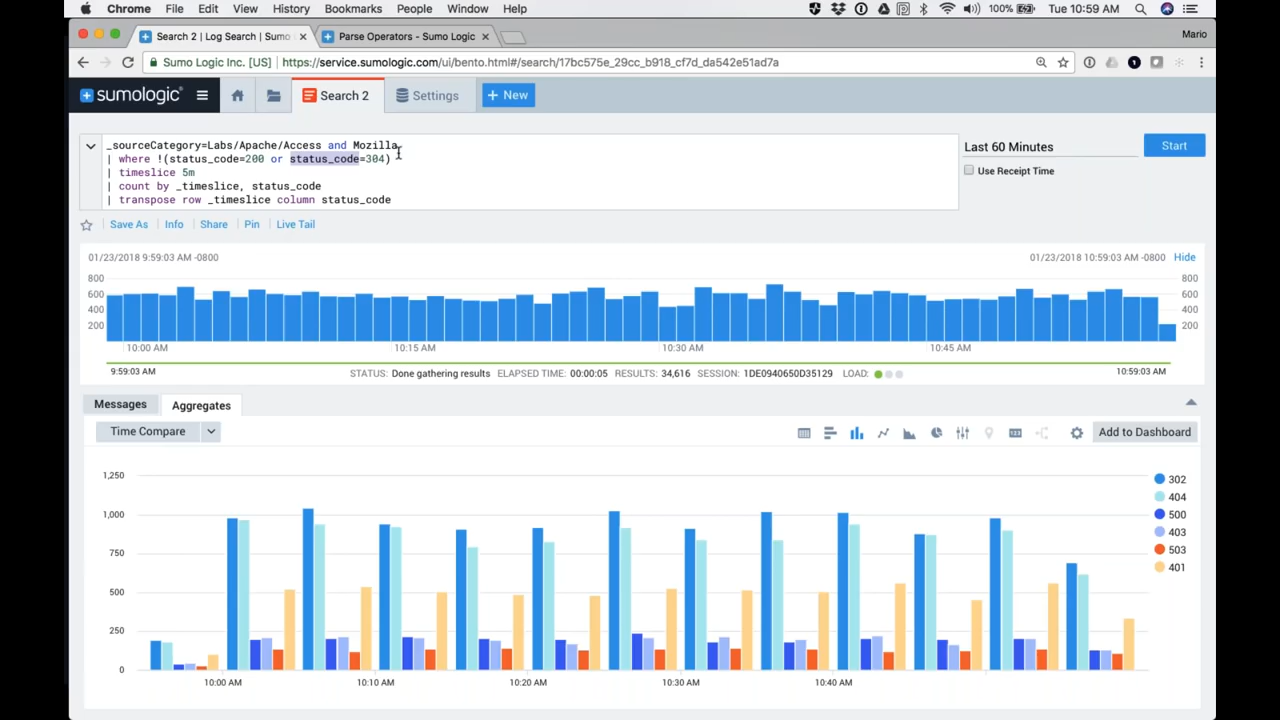 Chrome File Edit View History Bookmarks People Window Help
100% Tue 10:59 AM
Search 2 | Log Search | Sumo
Parse Operators - Sumo Logic
Mario
Sumo Logic Inc. [US] https://service.sumologic.com/ui/bento.html#/search/17bc575e_29cc_b918_cf7d_da542e51ad7a
sumologic Search 2 Settings + New
_sourceCategory=Labs/Apache/Access and Mozilla
| where !(status_code=200 or status_code=304)
| timeslice 5m
| count by _timeslice, status_code
| transpose row _timeslice column status_code
Last 60 Minutes
Start
Use Receipt Time
Save As Info Share Pin Live Tail
01/23/2018 9:59:03 AM -0800
01/23/2018 10:59:03 AM -0800 Hide
800
600
400
200
800
600
400
200
10:00 AM 10:15 AM 10:30 AM 10:45 AM
9:59:03 AM
STATUS: Done gathering results ELAPSED TIME: 00:00:05 RESULTS: 34,616 SESSION: 1DE0940650D35129 LOAD:
10:59:03 AM
Messages Aggregates
Time Compare
Add to Dashboard
1,250
1,000
750
500
250
0
302
404
500
403
503
401
10:00 AM 10:10 AM 10:20 AM 10:30 AM 10:40 AM